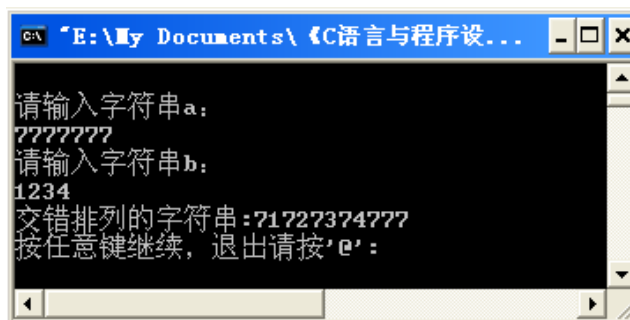 "E:\My Documents\《C语言与程序设...
请输入字符串a：
7777777
请输入字符串b：
1234
交错排列的字符串:71727374777
按任意键继续，退出请按'@'：